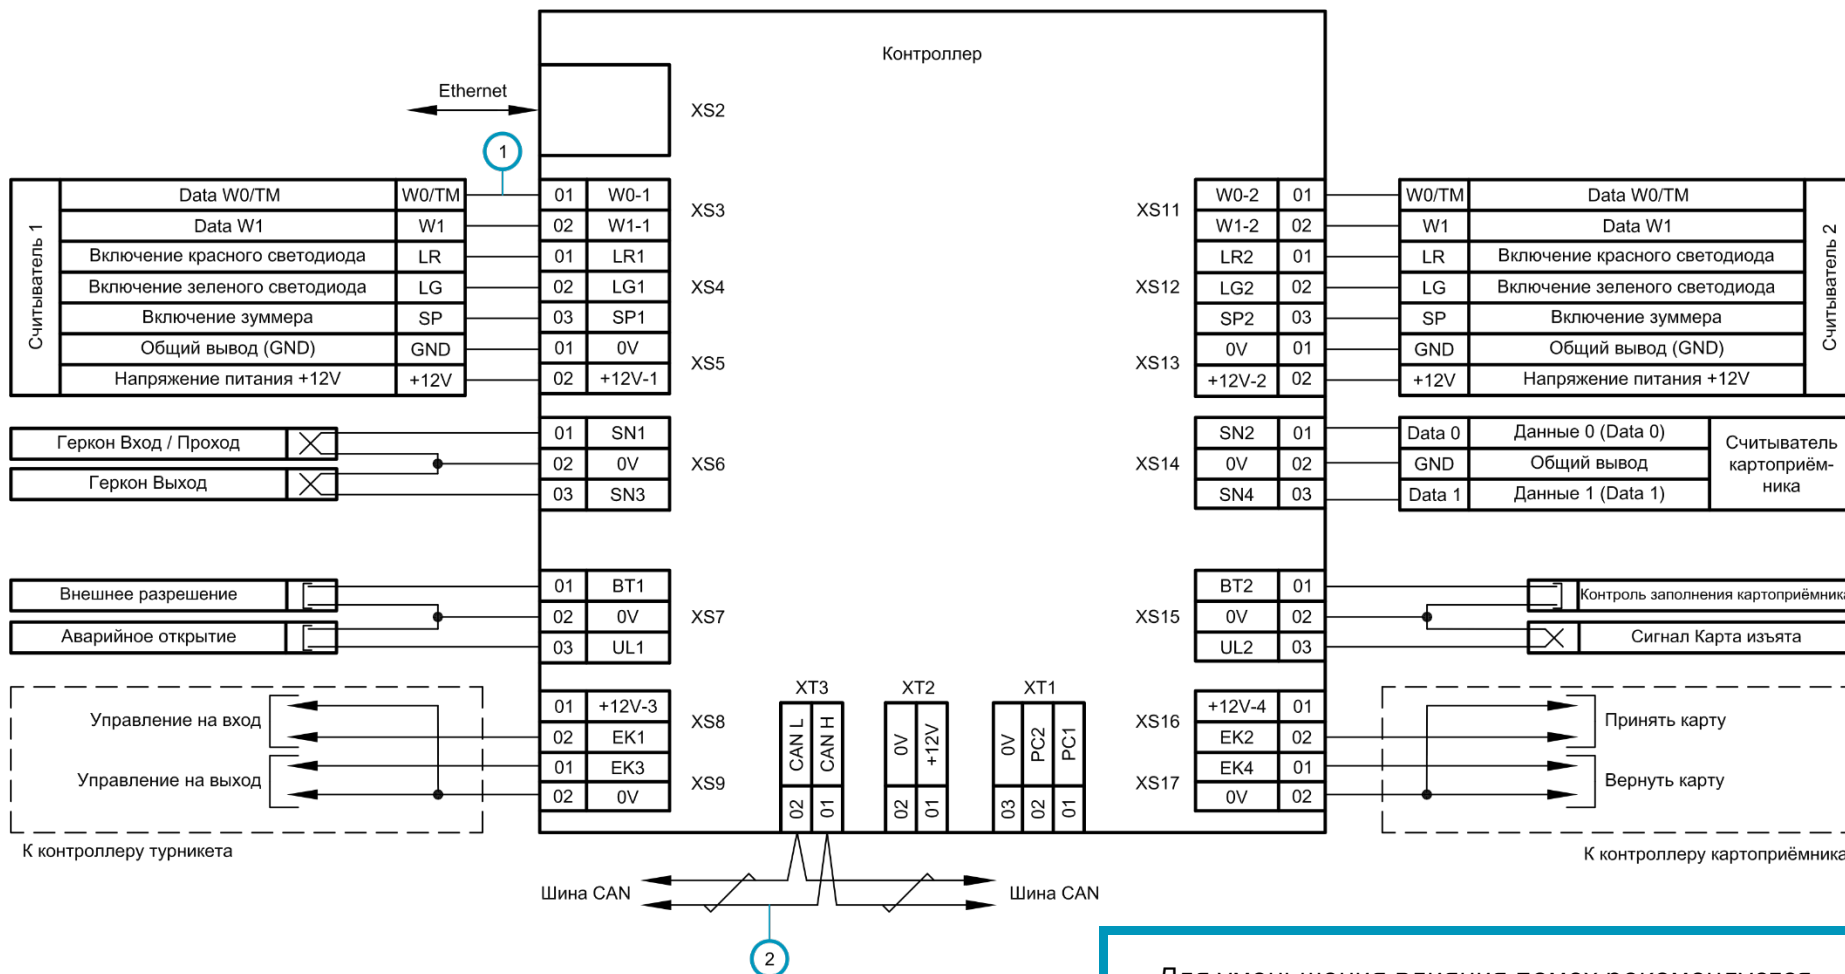 Контроллер
Ethernet
XS2
1
Считыватель 1
Data W0/TM W0/TM 01 W0-1
Data W1 W1 02 W1-1
XS3
Включение красного светодиода LR 01 LR1
Включение зеленого светодиода LG 02 LG1 XS4
Включение зуммера SP 03 SP1
Общий вывод (GND) GND 01 0V
Напряжение питания +12V +12V 02 +12V-1
XS5
W0-2 01 W0/TM Data W0/TM
XS11
W1-2 02 W1 Data W1
LR2 01 LR Включение красного светодиода
XS12 LG2 02 LG Включение зеленого светодиода
SP2 03 SP Включение зуммера
0V 01 GND Общий вывод (GND)
XS13
+12V-2 02 +12V Напряжение питания +12V
Считыватель 2
Геркон Вход / Проход 01 SN1
02 0V XS6
Геркон Выход 03 SN3
SN2 01 Data 0 Данные 0 (Data 0)
XS14 0V 02 GND Общий вывод
SN4 03 Data 1 Данные 1 (Data 1)
Считыватель
картоприём-
ника
Внешнее разрешение 01 BT1
02 0V XS7
Аварийное открытие 03 UL1
BT2 01 Контроль заполнения картоприёмника
XS15 0V 02
UL2 03 Сигнал Карта изъята
Управление на вход 01 +12V-3
02 EK1
XS8
Управление на выход 01 EK3
02 0V
XS9
К контроллеру турникета
XT3 XT2 XT1
CAN L CAN H 0V +12V 0V PC2 PC1
02 01 02 01 03 02 01
XS16
+12V-4 01 Принять карту
EK2 02
XS17
EK4 01 Вернуть карту
0V 02
К контроллеру картоприёмника
Шина CAN Шина CAN
2